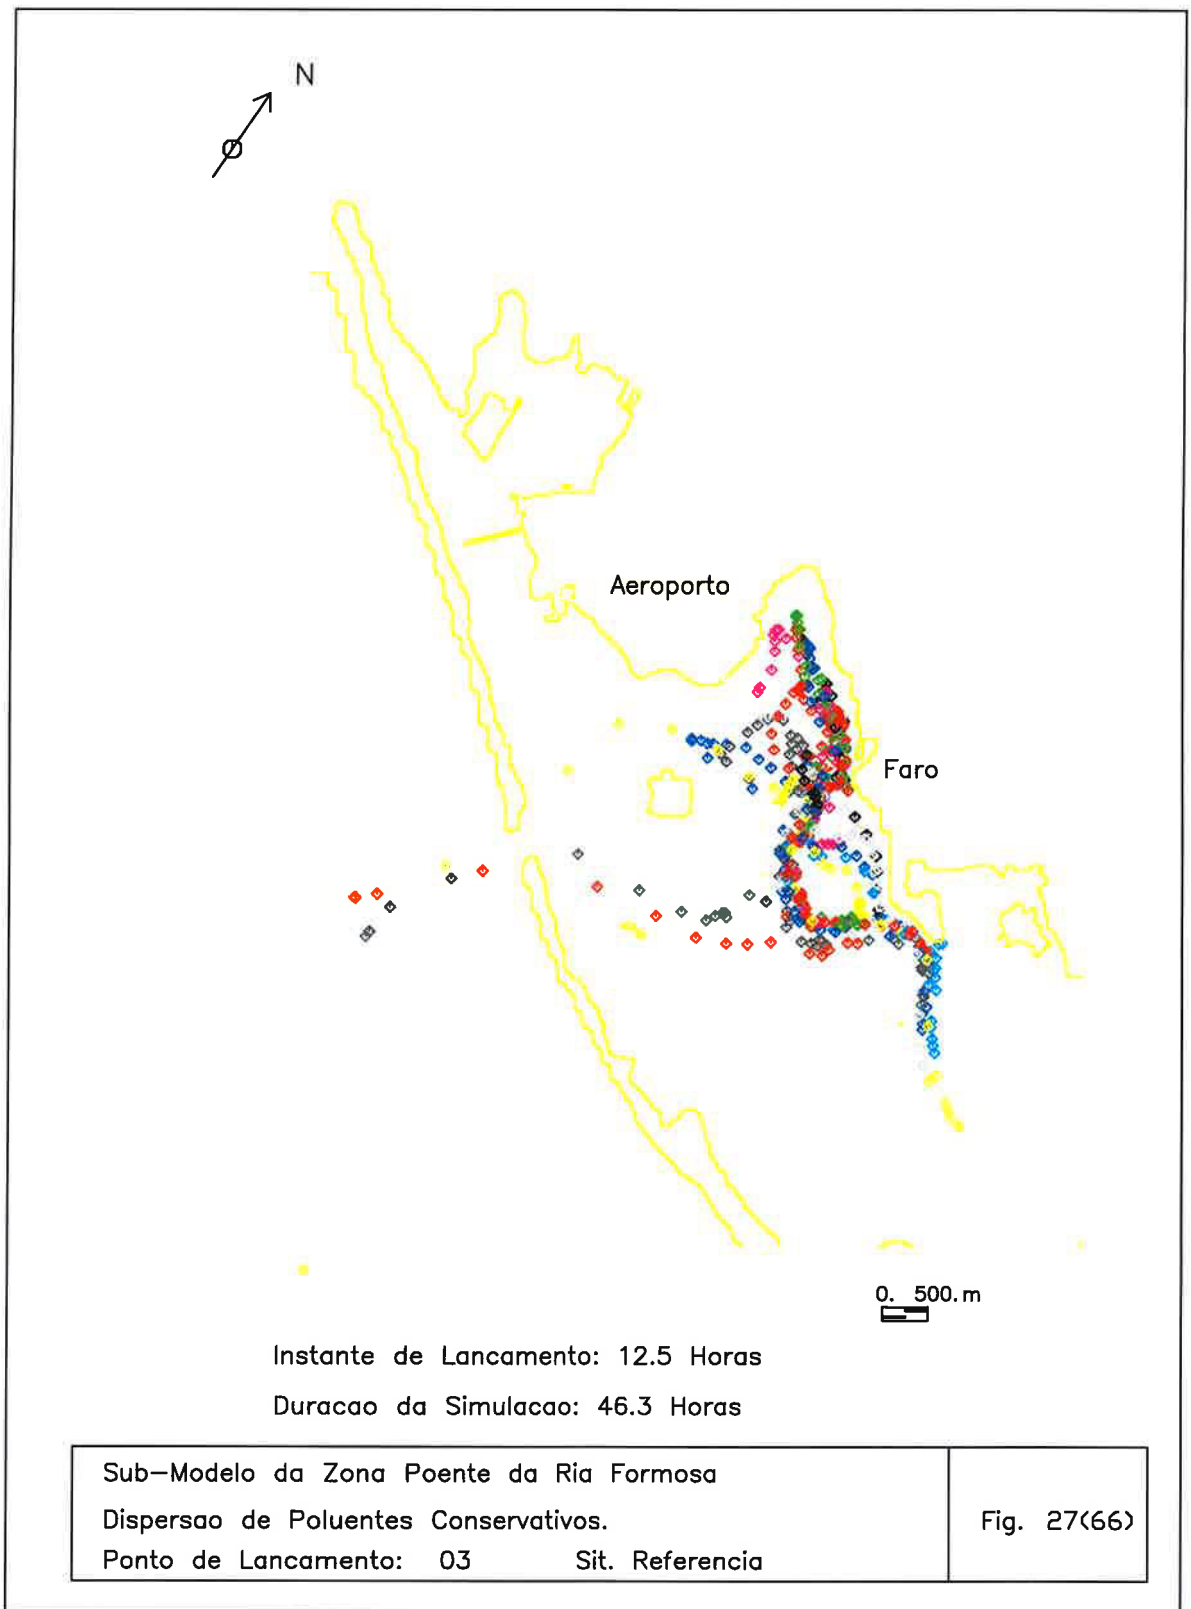 N
Aeroporto
Faro
0. 500.m
Instante de Lancamento: 12.5 Horas
Duracao da Simulacao: 46.3 Horas
Sub-Modelo da Zona Poente da Ria Formosa
Dispersao de Poluentes Conservativos.
Ponto de Lancamento: 03 Sit. Referencia
Fig. 27(66)